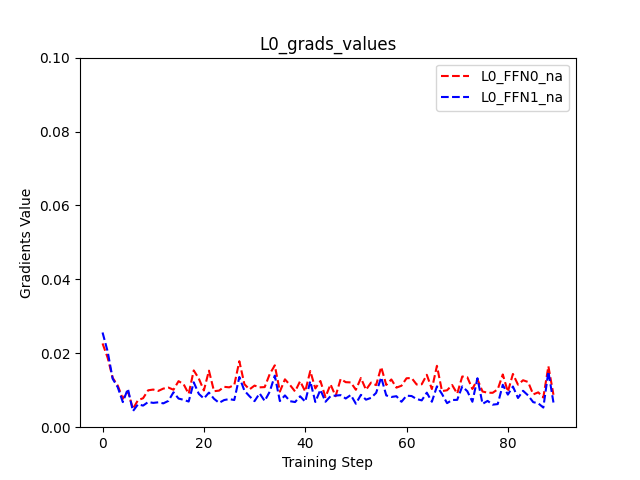 L0_grads_values
L0_FFN0_na
L0_FFN1_na
Gradients Value
0.10
0.08
0.06
0.04
0.02
0.00
0
20
40
60
80
Training Step